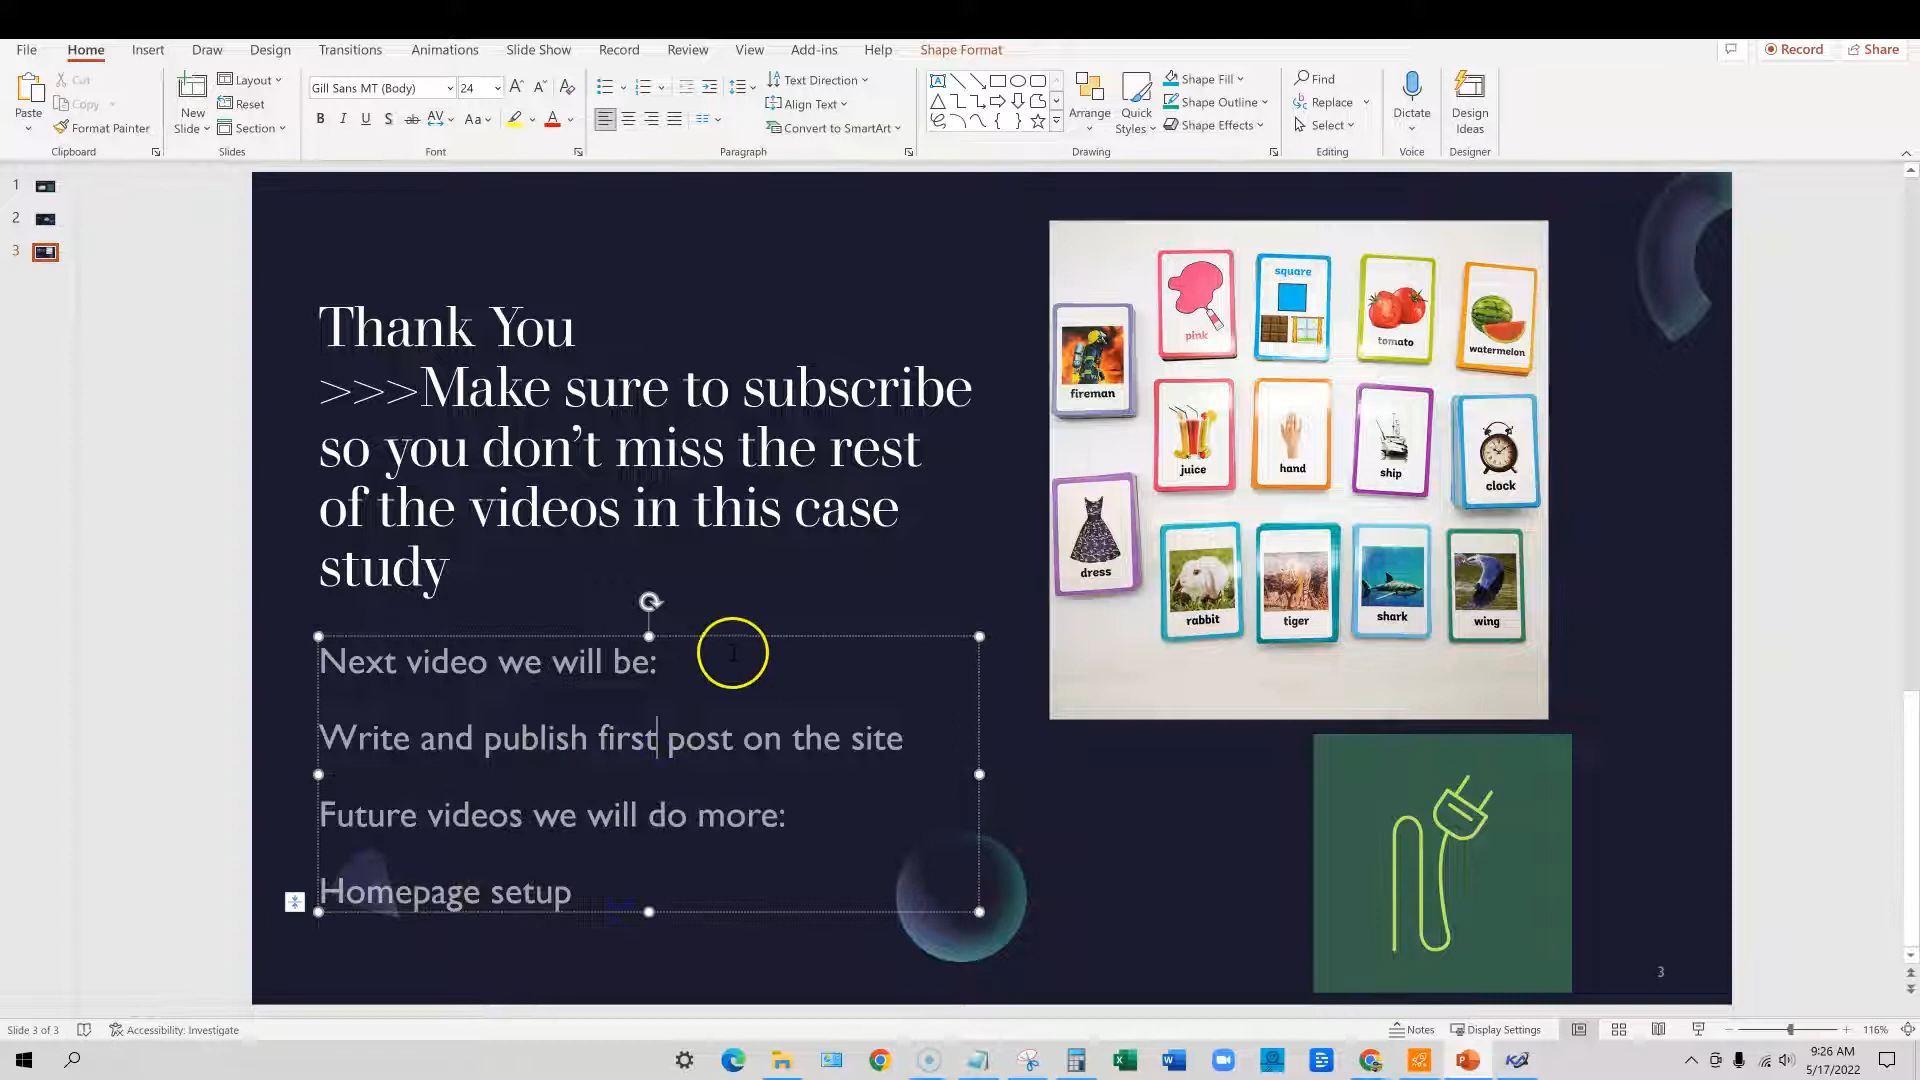 File Home Insert Draw Design Transitions Animations Slide Show Record Review View Add-ins Help Shape Format Record Share
Paste Cut Copy Format Painter Clipboard
New Slide Layout Reset Section Slides
Gill Sans MT (Body) 24 Font
Text Direction Align Text Convert to SmartArt Paragraph
Arrange Quick Styles Shape Fill Shape Outline Shape Effects Drawing
Find Replace Select Editing
Dictate Voice
Design Ideas Designer
1
2
3
Thank You
>>>Make sure to subscribe
so you don’t miss the rest
of the videos in this case
study
Next video we will be:
Write and publish first post on the site
Future videos we will do more:
Homepage setup
pink
square
tomato
watermelon
fireman
juice
hand
ship
clock
dress
rabbit
tiger
shark
wing
3
Slide 3 of 3 Accessibility: Investigate Notes Display Settings 116%
9:26 AM
5/17/2022